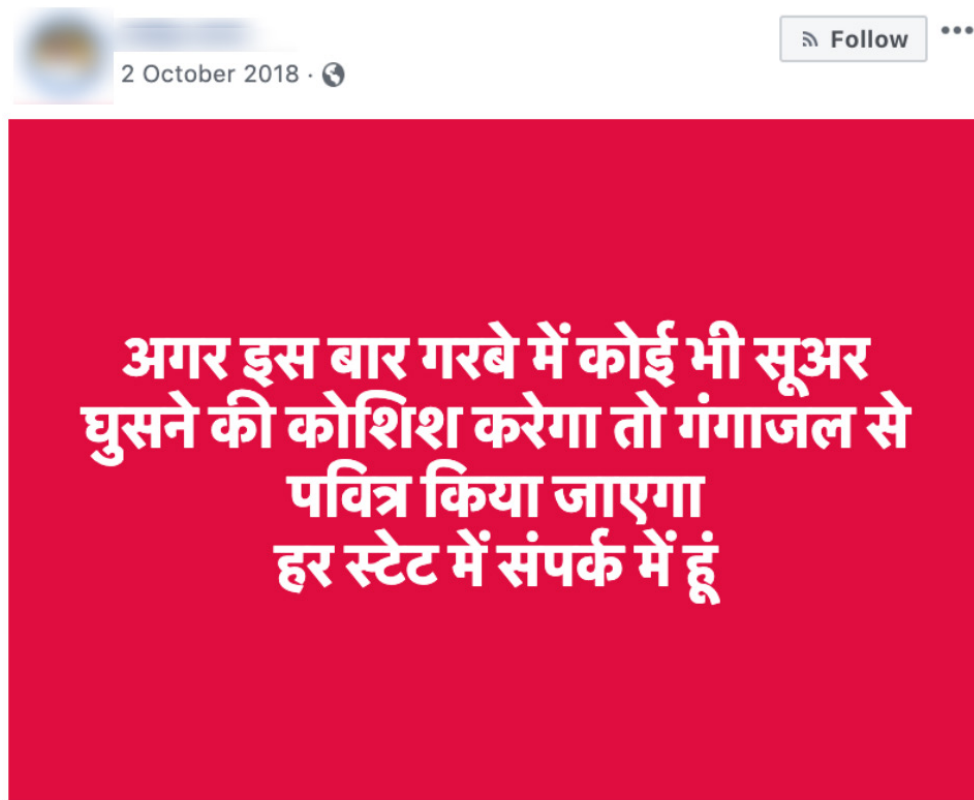 Follow
2 October 2018 ·
अगर इस बार गरबे में कोई भी सूअर
घुसने की कोशिश करेगा तो गंगाजल से
पवित्र किया जाएगा
हर स्टेट में संपर्क में हूं